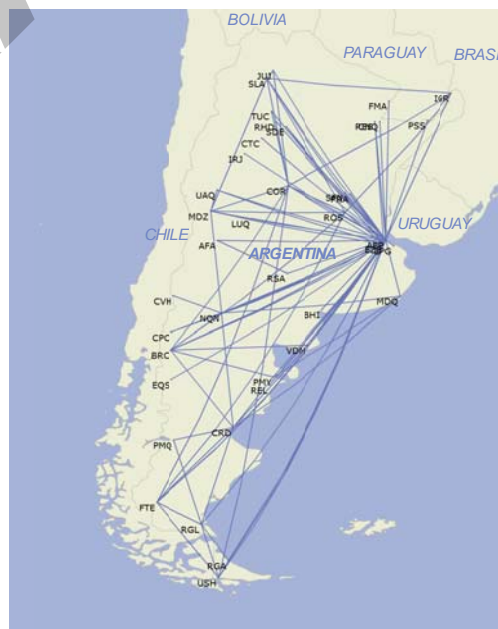 BOLIVIA
PARAGUAY
BRASI
JUJ
SLA
IGR
FMA
TUC
RHD
SDE
PSS
CTC
IRJ
UAQ
COR
MDZ
LUQ
ROS
URUGUAY
CHILE
AFA
ARGENTINA
RSA
CVH
MDQ
NQN
BHI
CPC
BRC
VDM
EQS
PMY
REL
CRD
PMQ
FTE
RGL
RGA
USH